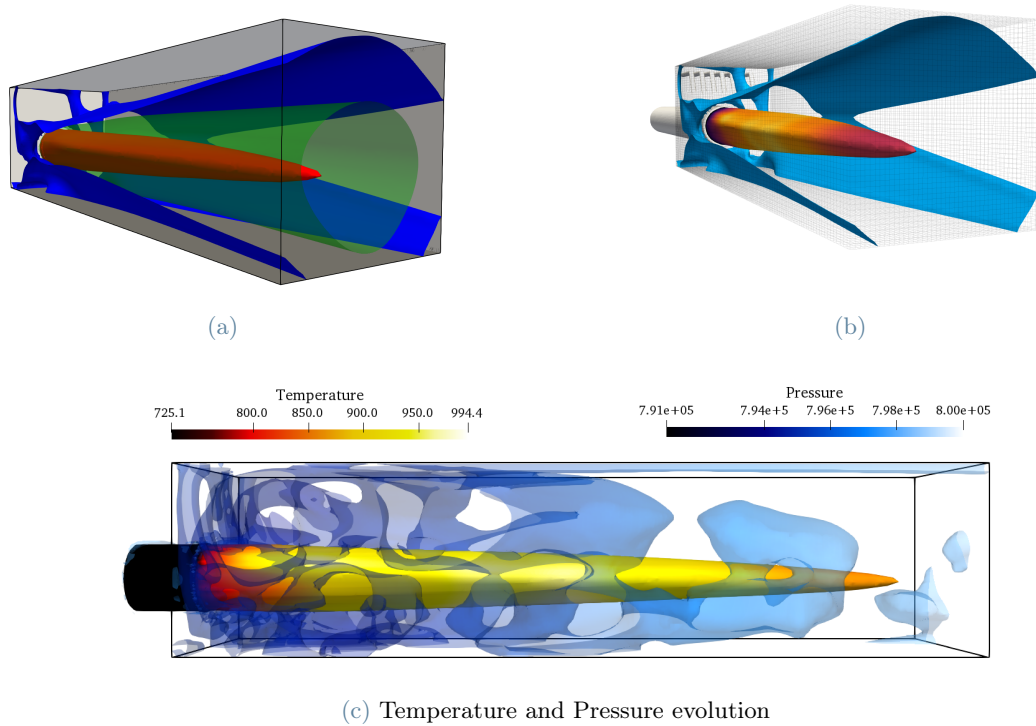 (a)
(b)
Temperature
725.1 800.0 850.0 900.0 950.0 994.4
Pressure
7.91e+05 7.94e+5 7.96e+5 7.98e+5 8.00e+05
(c) Temperature and Pressure evolution